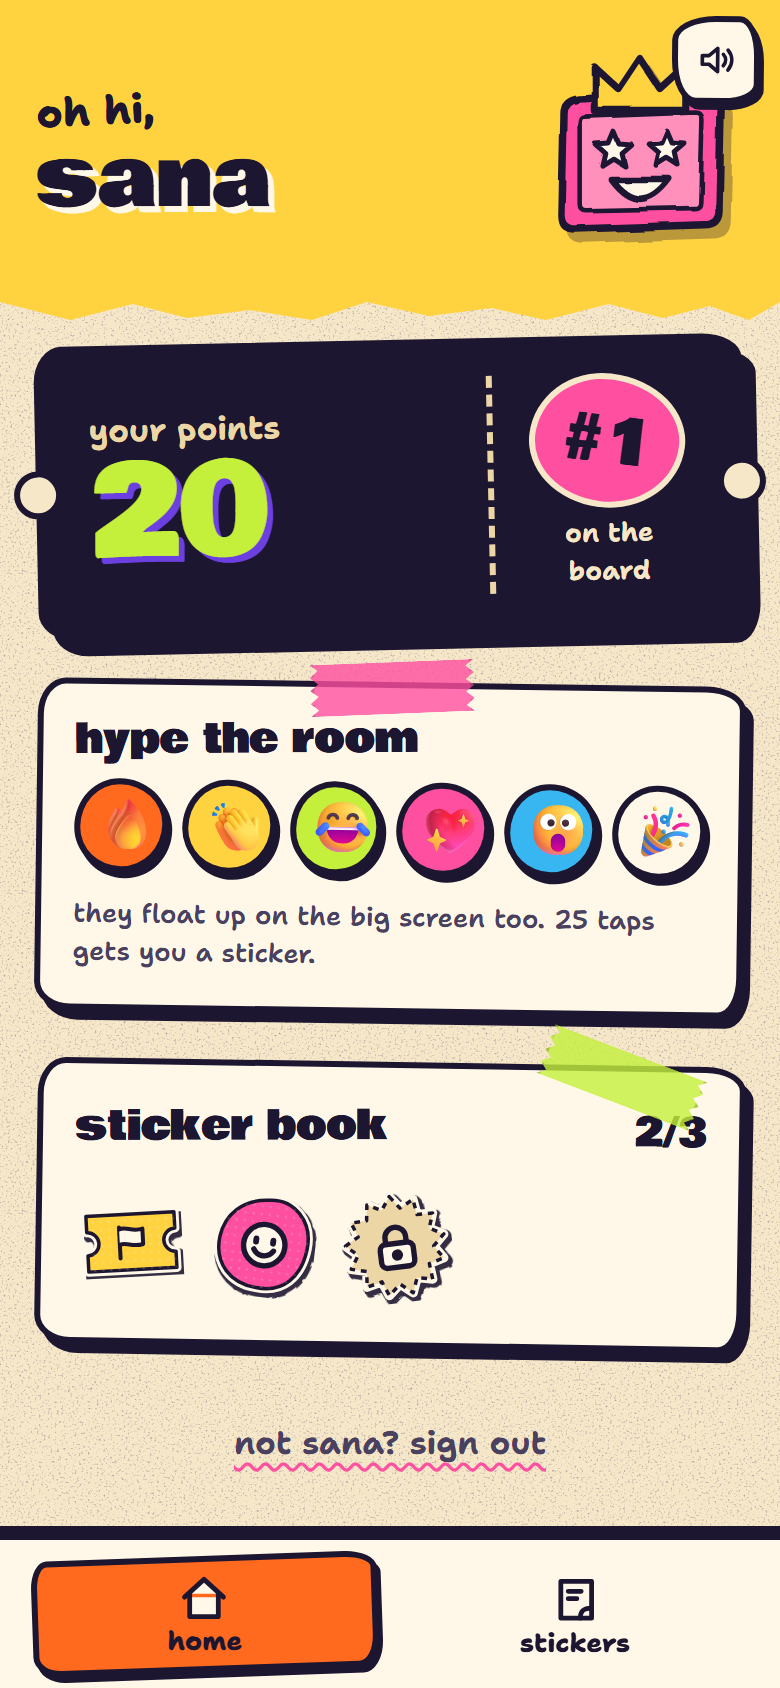 oh hi,
sana
your points
20
#1
on the
board
hype the room
they float up on the big screen too. 25 taps
gets you a sticker.
sticker book
2/3
not sana? sign out
home
stickers